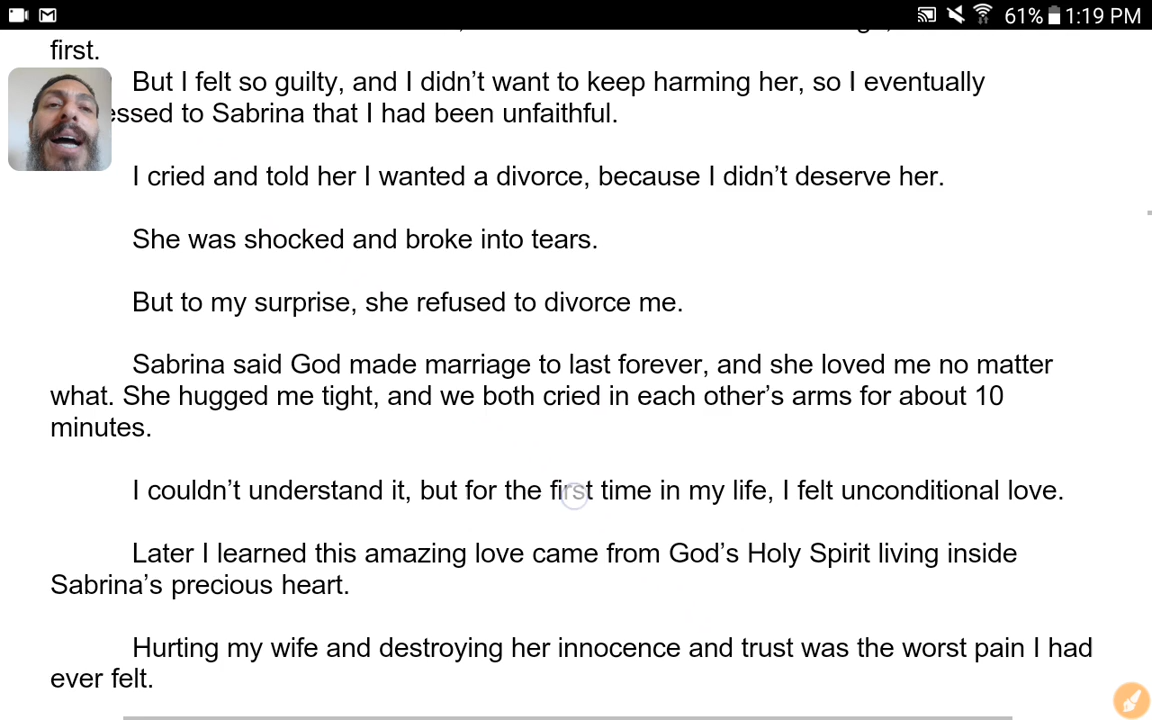 61% 1:19 PM
first.
But I felt so guilty, and I didn’t want to keep harming her, so I eventually
essed to Sabrina that I had been unfaithful.
I cried and told her I wanted a divorce, because I didn’t deserve her.
She was shocked and broke into tears.
But to my surprise, she refused to divorce me.
Sabrina said God made marriage to last forever, and she loved me no matter
what. She hugged me tight, and we both cried in each other’s arms for about 10
minutes.
I couldn’t understand it, but for the first time in my life, I felt unconditional love.
Later I learned this amazing love came from God’s Holy Spirit living inside
Sabrina’s precious heart.
Hurting my wife and destroying her innocence and trust was the worst pain I had
ever felt.